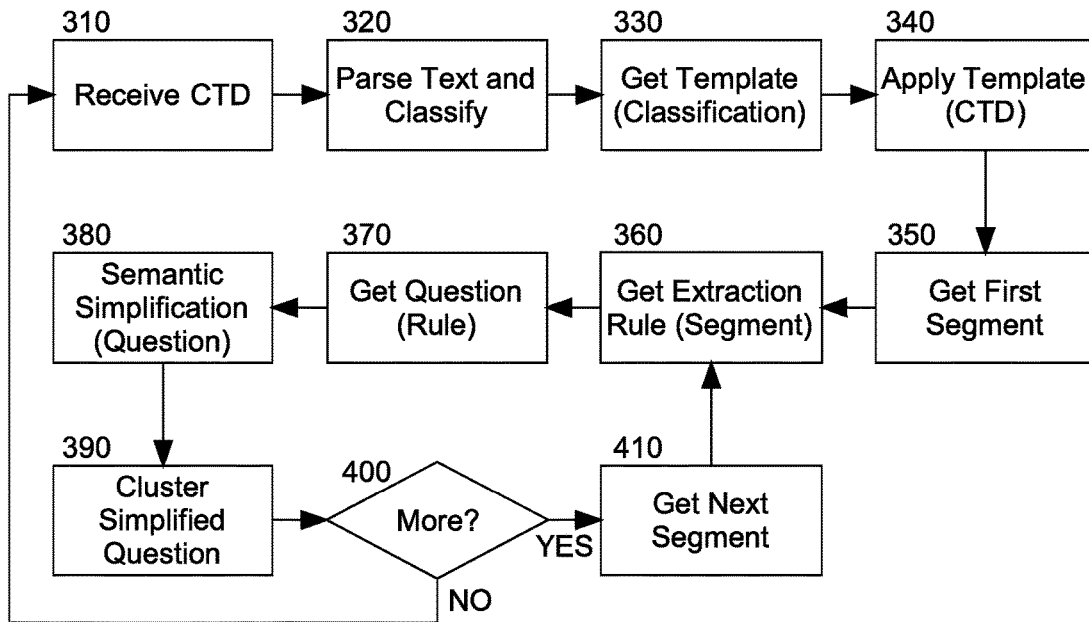 310
Receive CTD
320
Parse Text and
Classify
330
Get Template
(Classification)
340
Apply Template
(CTD)
350
Get First
Segment
360
Get Extraction
Rule (Segment)
370
Get Question
(Rule)
380
Semantic
Simplification
(Question)
390
Cluster
Simplified
Question
400
More?
YES
NO
410
Get Next
Segment